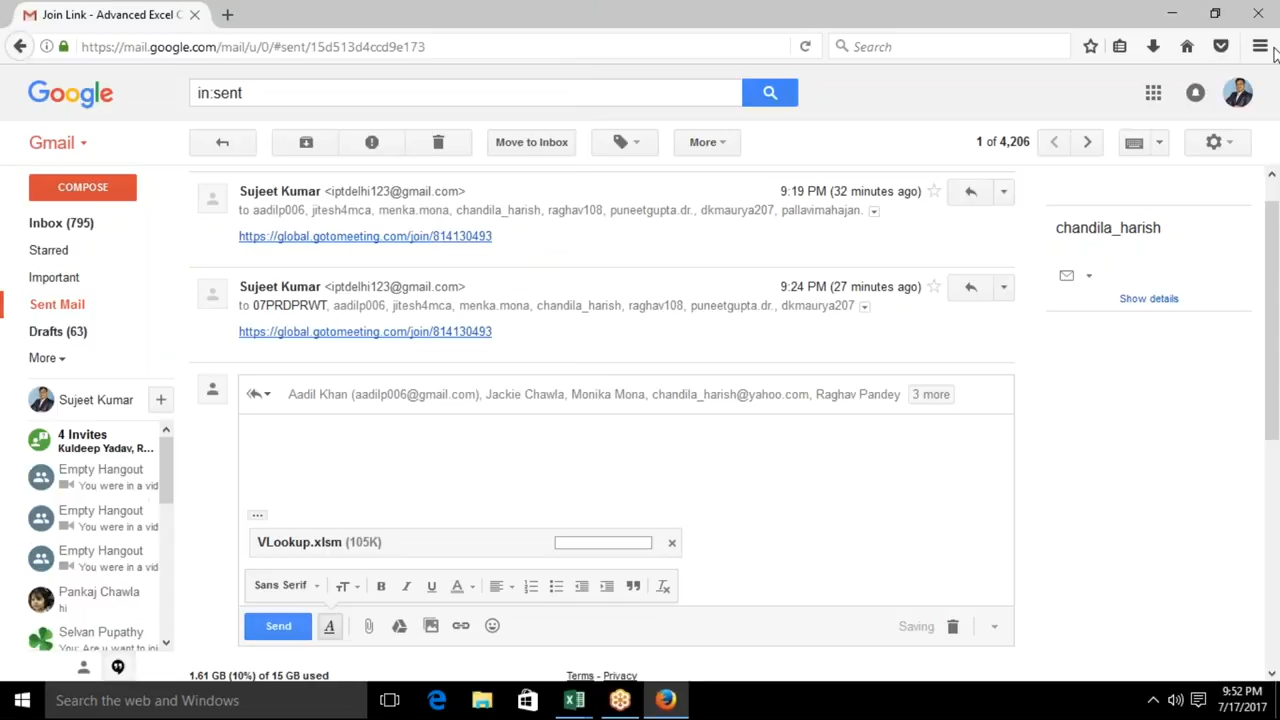 Join Link - Advanced Excel C
https://mail.google.com/mail/u/0/#sent/15d513d4ccd9e173
Search
Google
in:sent
Gmail
Move to Inbox
More
1 of 4,206
COMPOSE
Inbox (795)
Starred
Important
Sent Mail
Drafts (63)
More
Sujeet Kumar
4 Invites
Kuldeep Yadav, R...
Empty Hangout
You were in a vid
Empty Hangout
You were in a vid
Empty Hangout
You were in a vid
Pankaj Chawla
hi
Selvan Pupathy
You: Are u want to joi
Sujeet Kumar <iptdelhi123@gmail.com>
9:19 PM (32 minutes ago)
to aadilp006, jitesh4mca, menka.mona, chandila_harish, raghav108, puneetgupta.dr., dkmaurya207, pallavimahajan.
https://global.gotomeeting.com/join/814130493
Sujeet Kumar <iptdelhi123@gmail.com>
9:24 PM (27 minutes ago)
to 07PRDPRWT, aadilp006, jitesh4mca, menka.mona, chandila_harish, raghav108, puneetgupta.dr., dkmaurya207
https://global.gotomeeting.com/join/814130493
Aadil Khan (aadilp006@gmail.com), Jackie Chawla, Monika Mona, chandila_harish@yahoo.com, Raghav Pandey 3 more
...
VLookup.xlsm (105K)
Sans Serif
Send
Saving
chandila_harish
Show details
1.61 GB (10%) of 15 GB used
Terms - Privacy
Search the web and Windows
9:52 PM
7/17/2017